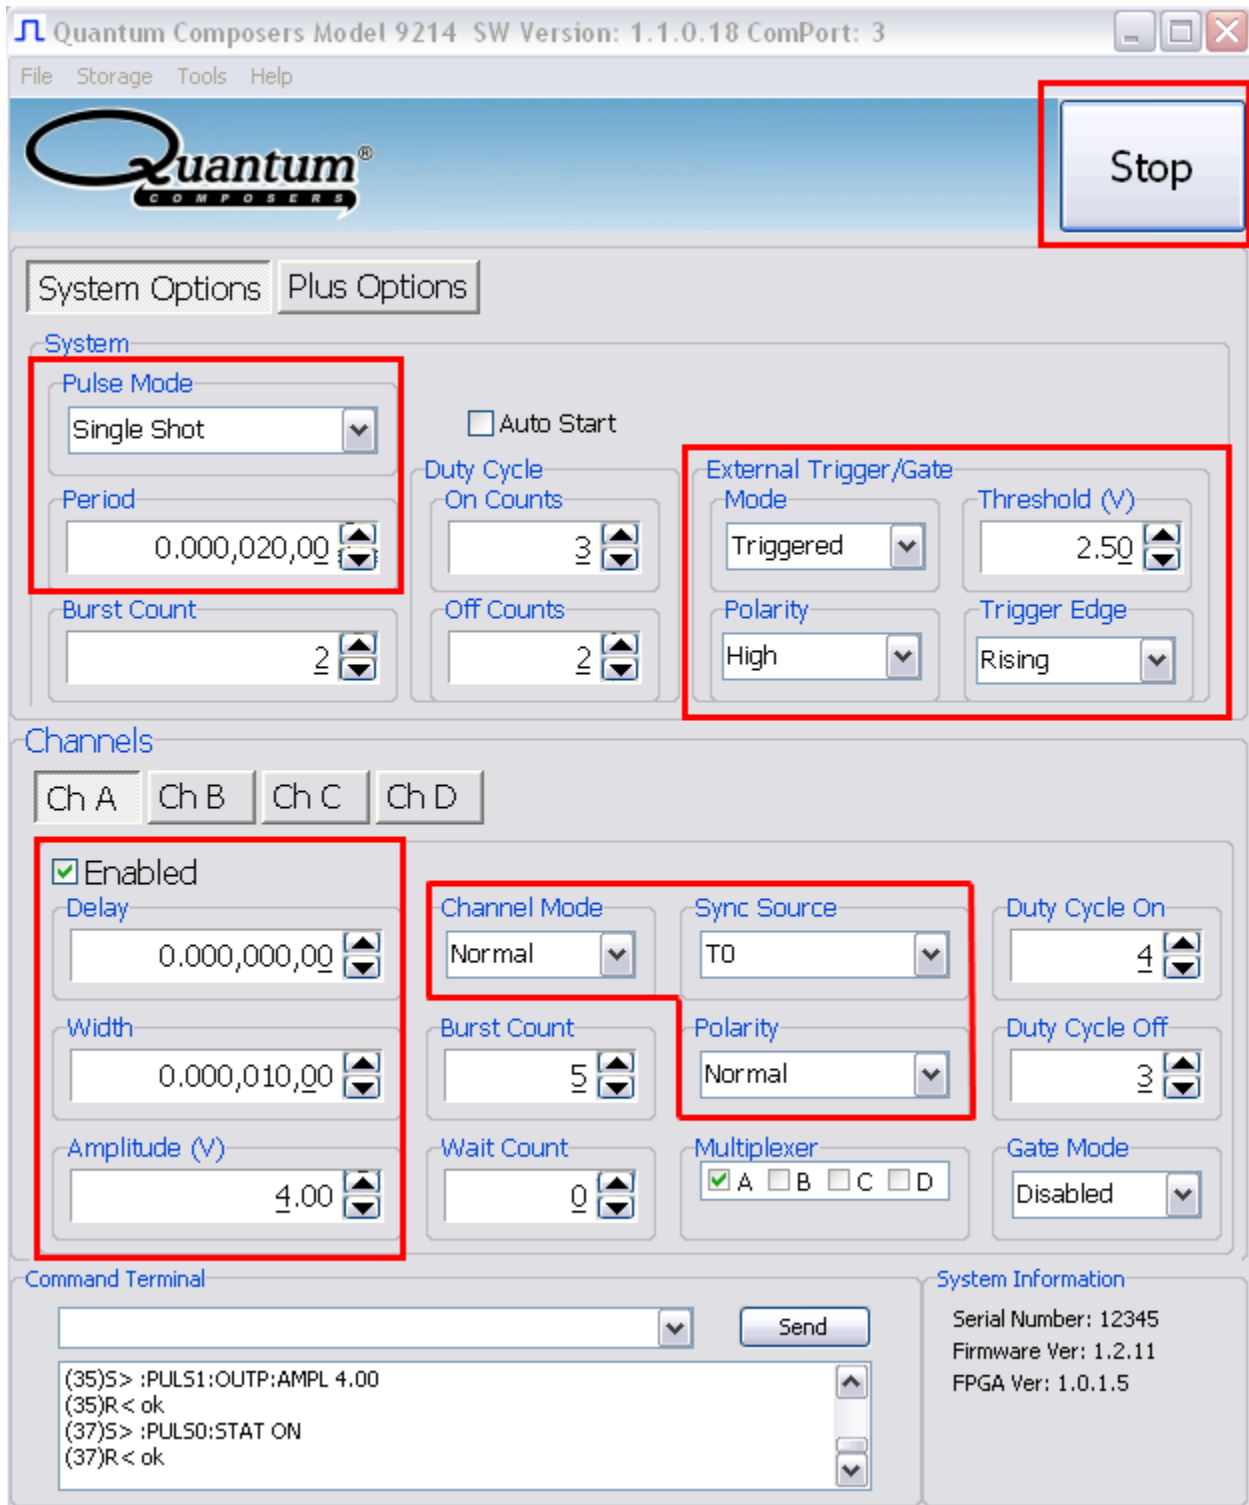 Quantum Composers Model 9214 SW Version: 1.1.0.18 ComPort: 3
File Storage Tools Help
Quantum®
COMPOSERS
Stop
System Options Plus Options
System
Pulse Mode
Single Shot
Auto Start
Duty Cycle
External Trigger/Gate
Period
On Counts
Mode
Threshold (V)
0.000,020,00
3
Triggered
2.50
Burst Count
Off Counts
Polarity
Trigger Edge
2
2
High
Rising
Channels
Ch A Ch B Ch C Ch D
Enabled
Delay
Channel Mode
Sync Source
Duty Cycle On
0.000,000,00
Normal
T0
4
Width
Burst Count
Polarity
Duty Cycle Off
0.000,010,00
5
Normal
3
Amplitude (V)
Wait Count
Multiplexer
Gate Mode
4.00
0
A B C D
Disabled
Command Terminal
Send
(35)S> :PULS1:OUTP:AMPL 4.00
(35)R< ok
(37)S> :PULS0:STAT ON
(37)R< ok
System Information
Serial Number: 12345
Firmware Ver: 1.2.11
FPGA Ver: 1.0.1.5